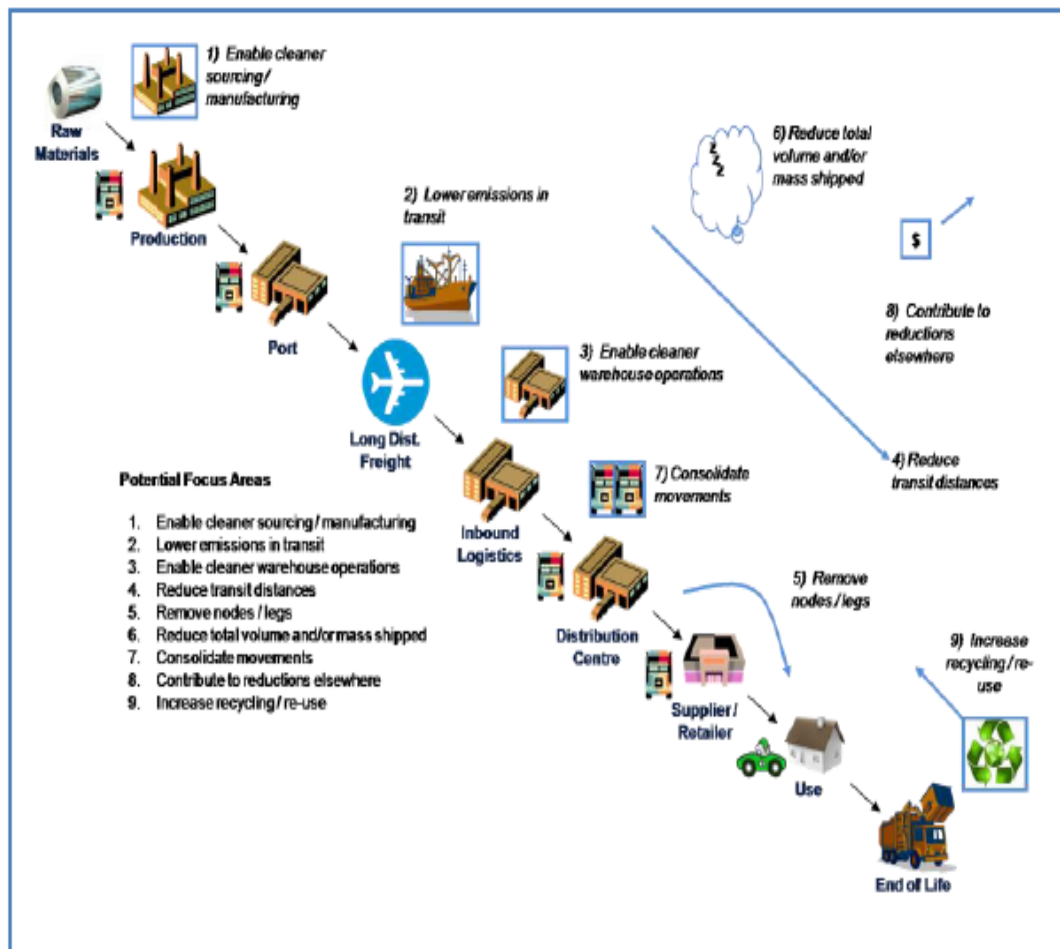 1) Enable cleaner
sourcing /
manufacturing
Raw
Materials
6) Reduce total
volume and/or
mass shipped
z
z
z
2) Lower emissions in
transit
Production
$
8) Contribute to
reductions
elsewhere
Port
3) Enable cleaner
warehouse operations
Long Dist.
Freight
4) Reduce
transit distances
7) Consolidate
movements
Potential Focus Areas
1. Enable cleaner sourcing / manufacturing
2. Lower emissions in transit
3. Enable cleaner warehouse operations
4. Reduce transit distances
5. Remove nodes / legs
6. Reduce total volume and/or mass shipped
7. Consolidate movements
8. Contribute to reductions elsewhere
9. Increase recycling / re-use
Inbound
Logistics
5) Remove
nodes / legs
Distribution
Centre
9) Increase
recycling / re-
use
Supplier /
Retailer
Use
End of Life